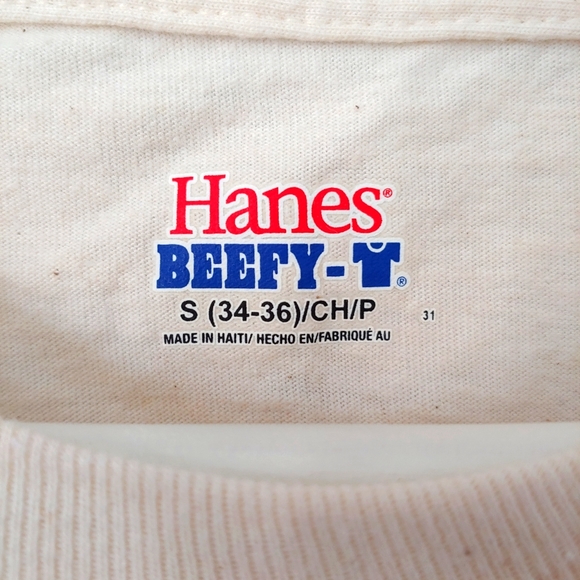 Hanes®
BEEFY-T®
S (34-36)/CH/P
31
MADE IN HAITI/ HECHO EN/FABRIQUÉ AU